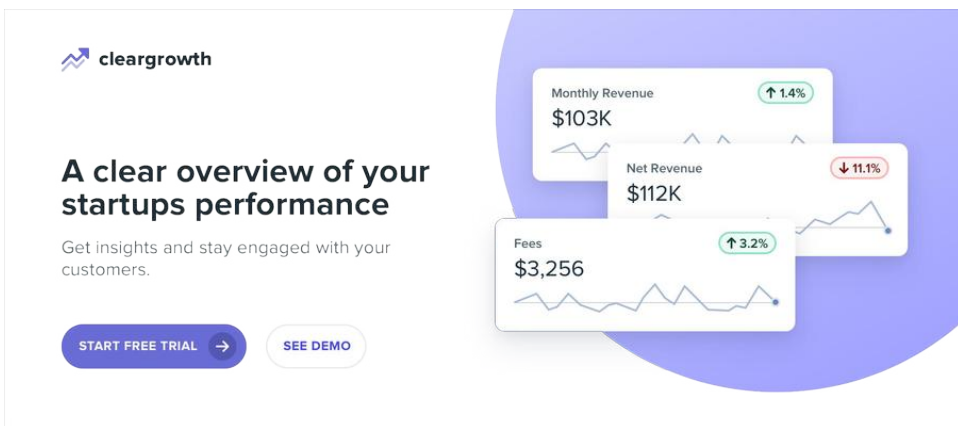 cleargrowth
A clear overview of your
startups performance
Get insights and stay engaged with your
customers.
START FREE TRIAL
SEE DEMO
Monthly Revenue
↑ 1.4%
$103K
Net Revenue
↓ 11.1%
$112K
Fees
↑ 3.2%
$3,256